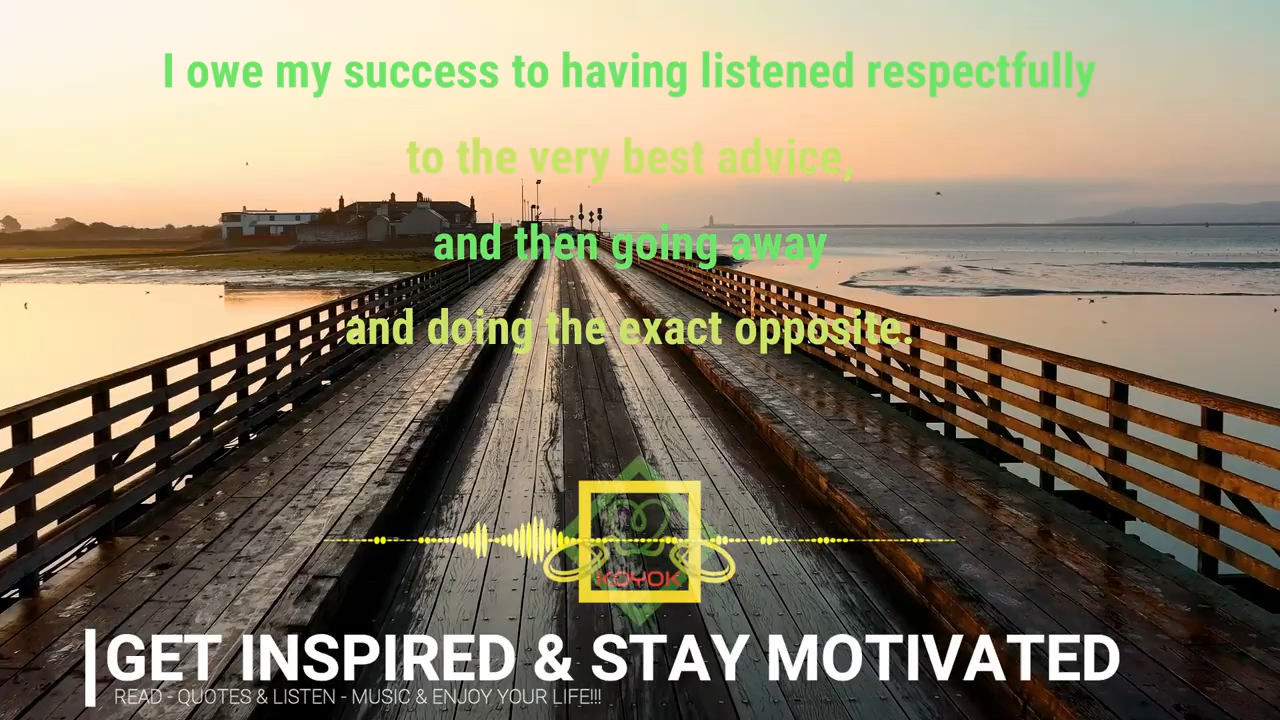 I owe my success to having listened respectfully
to the very best advice,
and then going away
and doing the exact opposite.
KOYOK
GET INSPIRED & STAY MOTIVATED
READ - QUOTES & LISTEN - MUSIC & ENJOY YOUR LIFE!!!